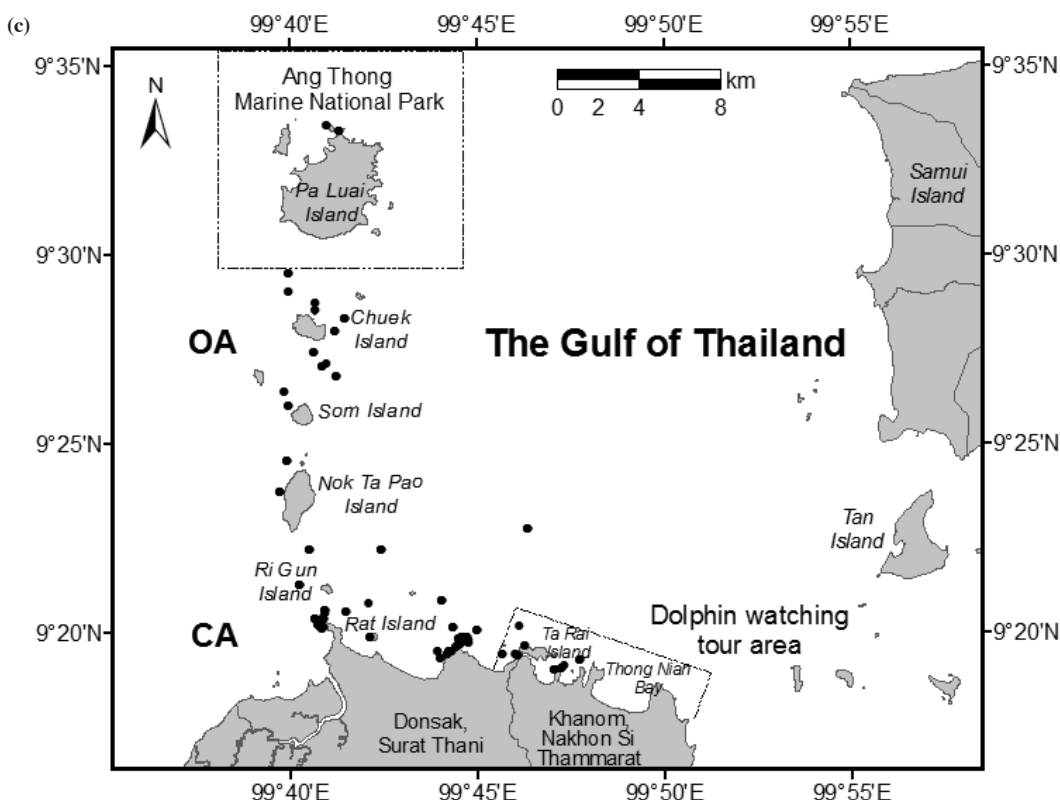 (c)
99°40'E 99°45'E 99°50'E 99°55'E
9°35'N 9°35'N
Ang Thong
Marine National Park
N
km
0 2 4 8
Pa Luai
Island
Samui
Island
9°30'N 9°30'N
Chuek
Island
OA
The Gulf of Thailand
Som Island
9°25'N 9°25'N
Nok Ta Pao
Island
Tan
Island
Ri Gun
Island
CA
Rat Island
9°20'N 9°20'N
Dolphin watching
tour area
Ta Rai
Island
Thong Nian
Bay
Donsak,
Surat Thani
Khanom,
Nakhon Si
Thammarat
99°40'E 99°45'E 99°50'E 99°55'E